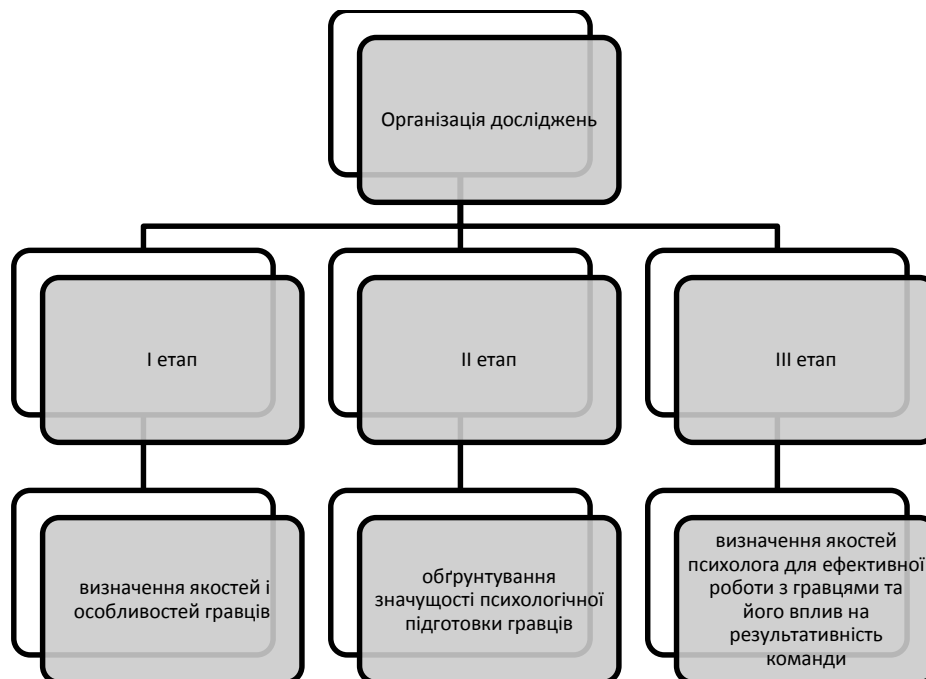 Організація досліджень
І етап
ІІ етап
ІІІ етап
визначення якостей і
особливостей гравців
обґрунтування
значущості психологічної
підготовки гравців
визначення якостей
психолога для ефективної
роботи з гравцями та
його вплив на
результативність
команди